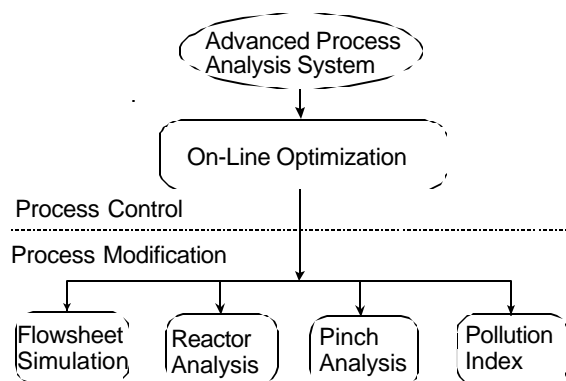 Advanced Process
Analysis System
On-Line Optimization
Process Control
Process Modification
Flowsheet
Simulation
Reactor
Analysis
Pinch
Analysis
Pollution
Index